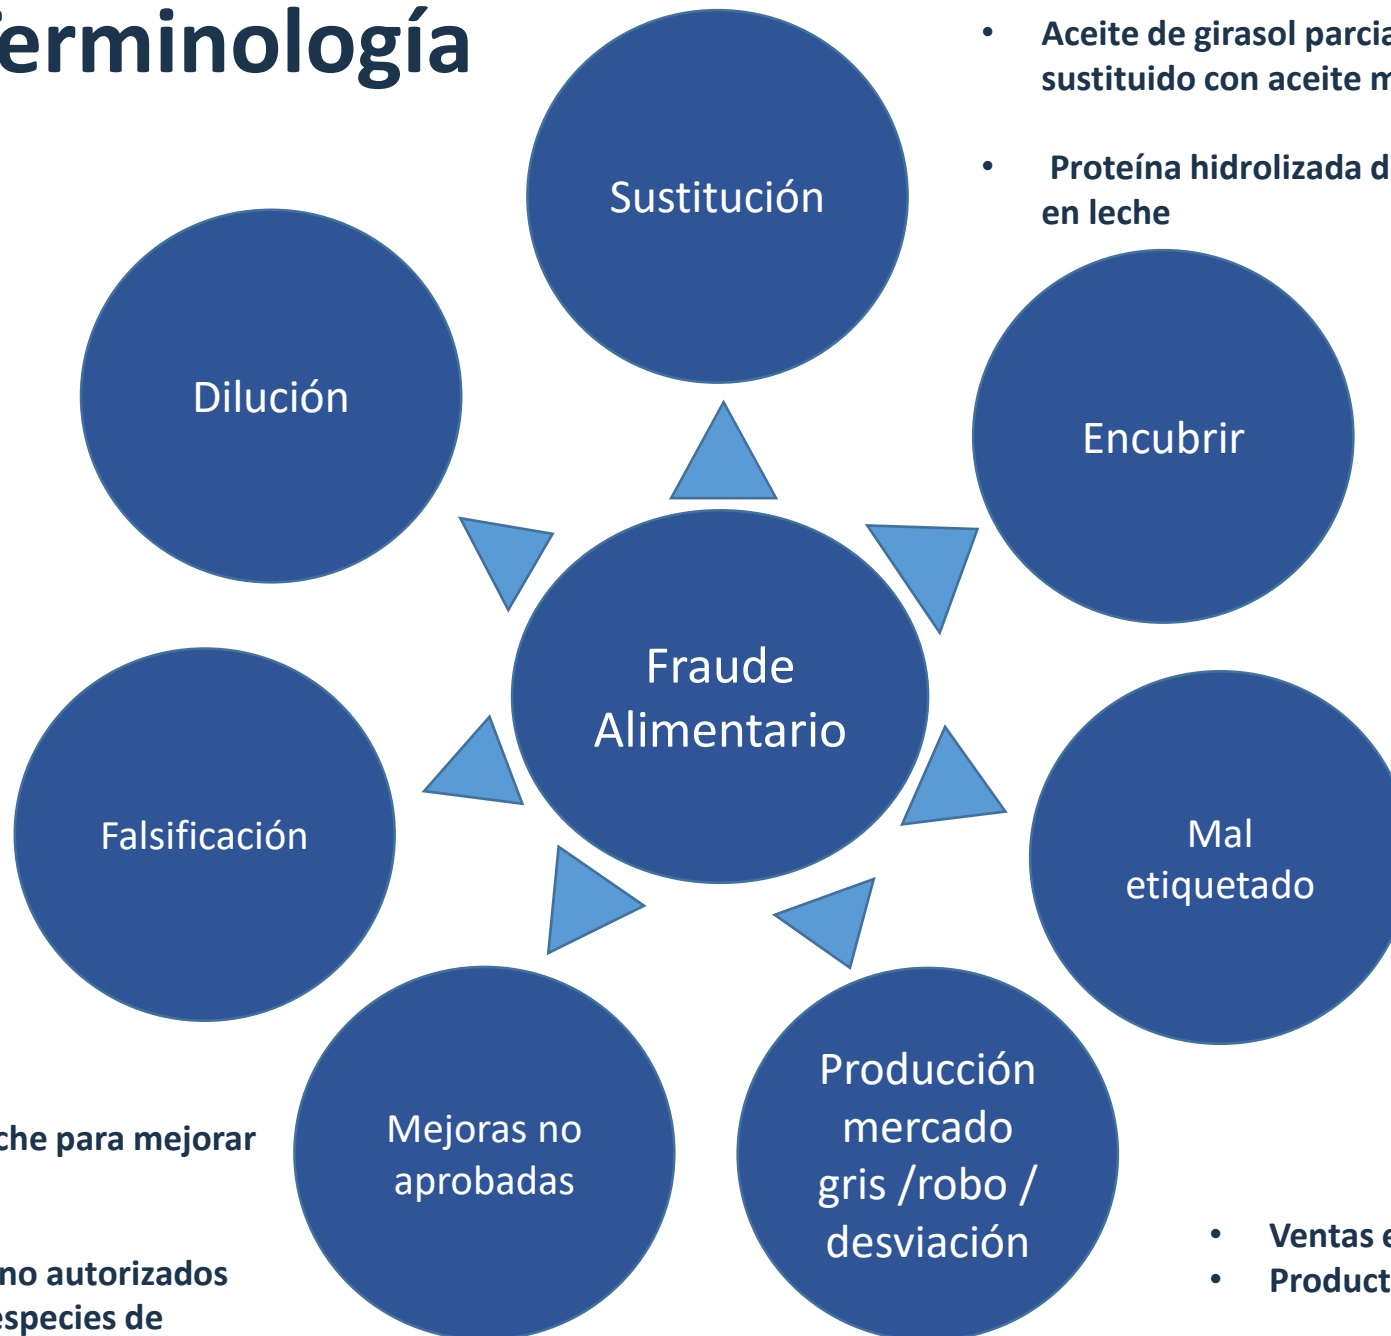 erminología
Aceite de girasol parcia
sustituido con aceite m
Proteína hidrolizada d
en leche
Sustitución
Dilución
Encubrir
Fraude
Alimentario
Falsificación
Mal
etiquetado
Mejoras no
aprobadas
Producción
mercado
gris /robo /
desviación
che para mejorar
no autorizados
especies de
Ventas e
Product